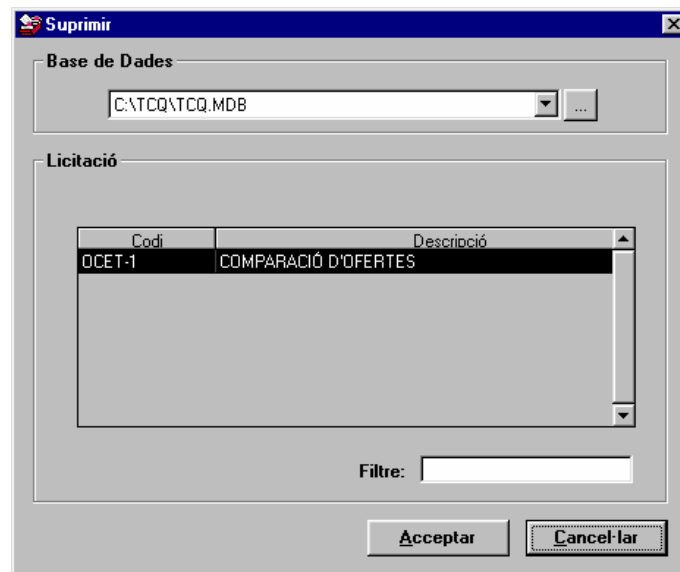 Suprimir
Base de Dades
C:\TCQ\TCQ.MDB
...
Licitació
Codi Descripció
OCET-1 COMPARACIÓ D'OFERTES
Filtre:
Acceptar Cancel·lar